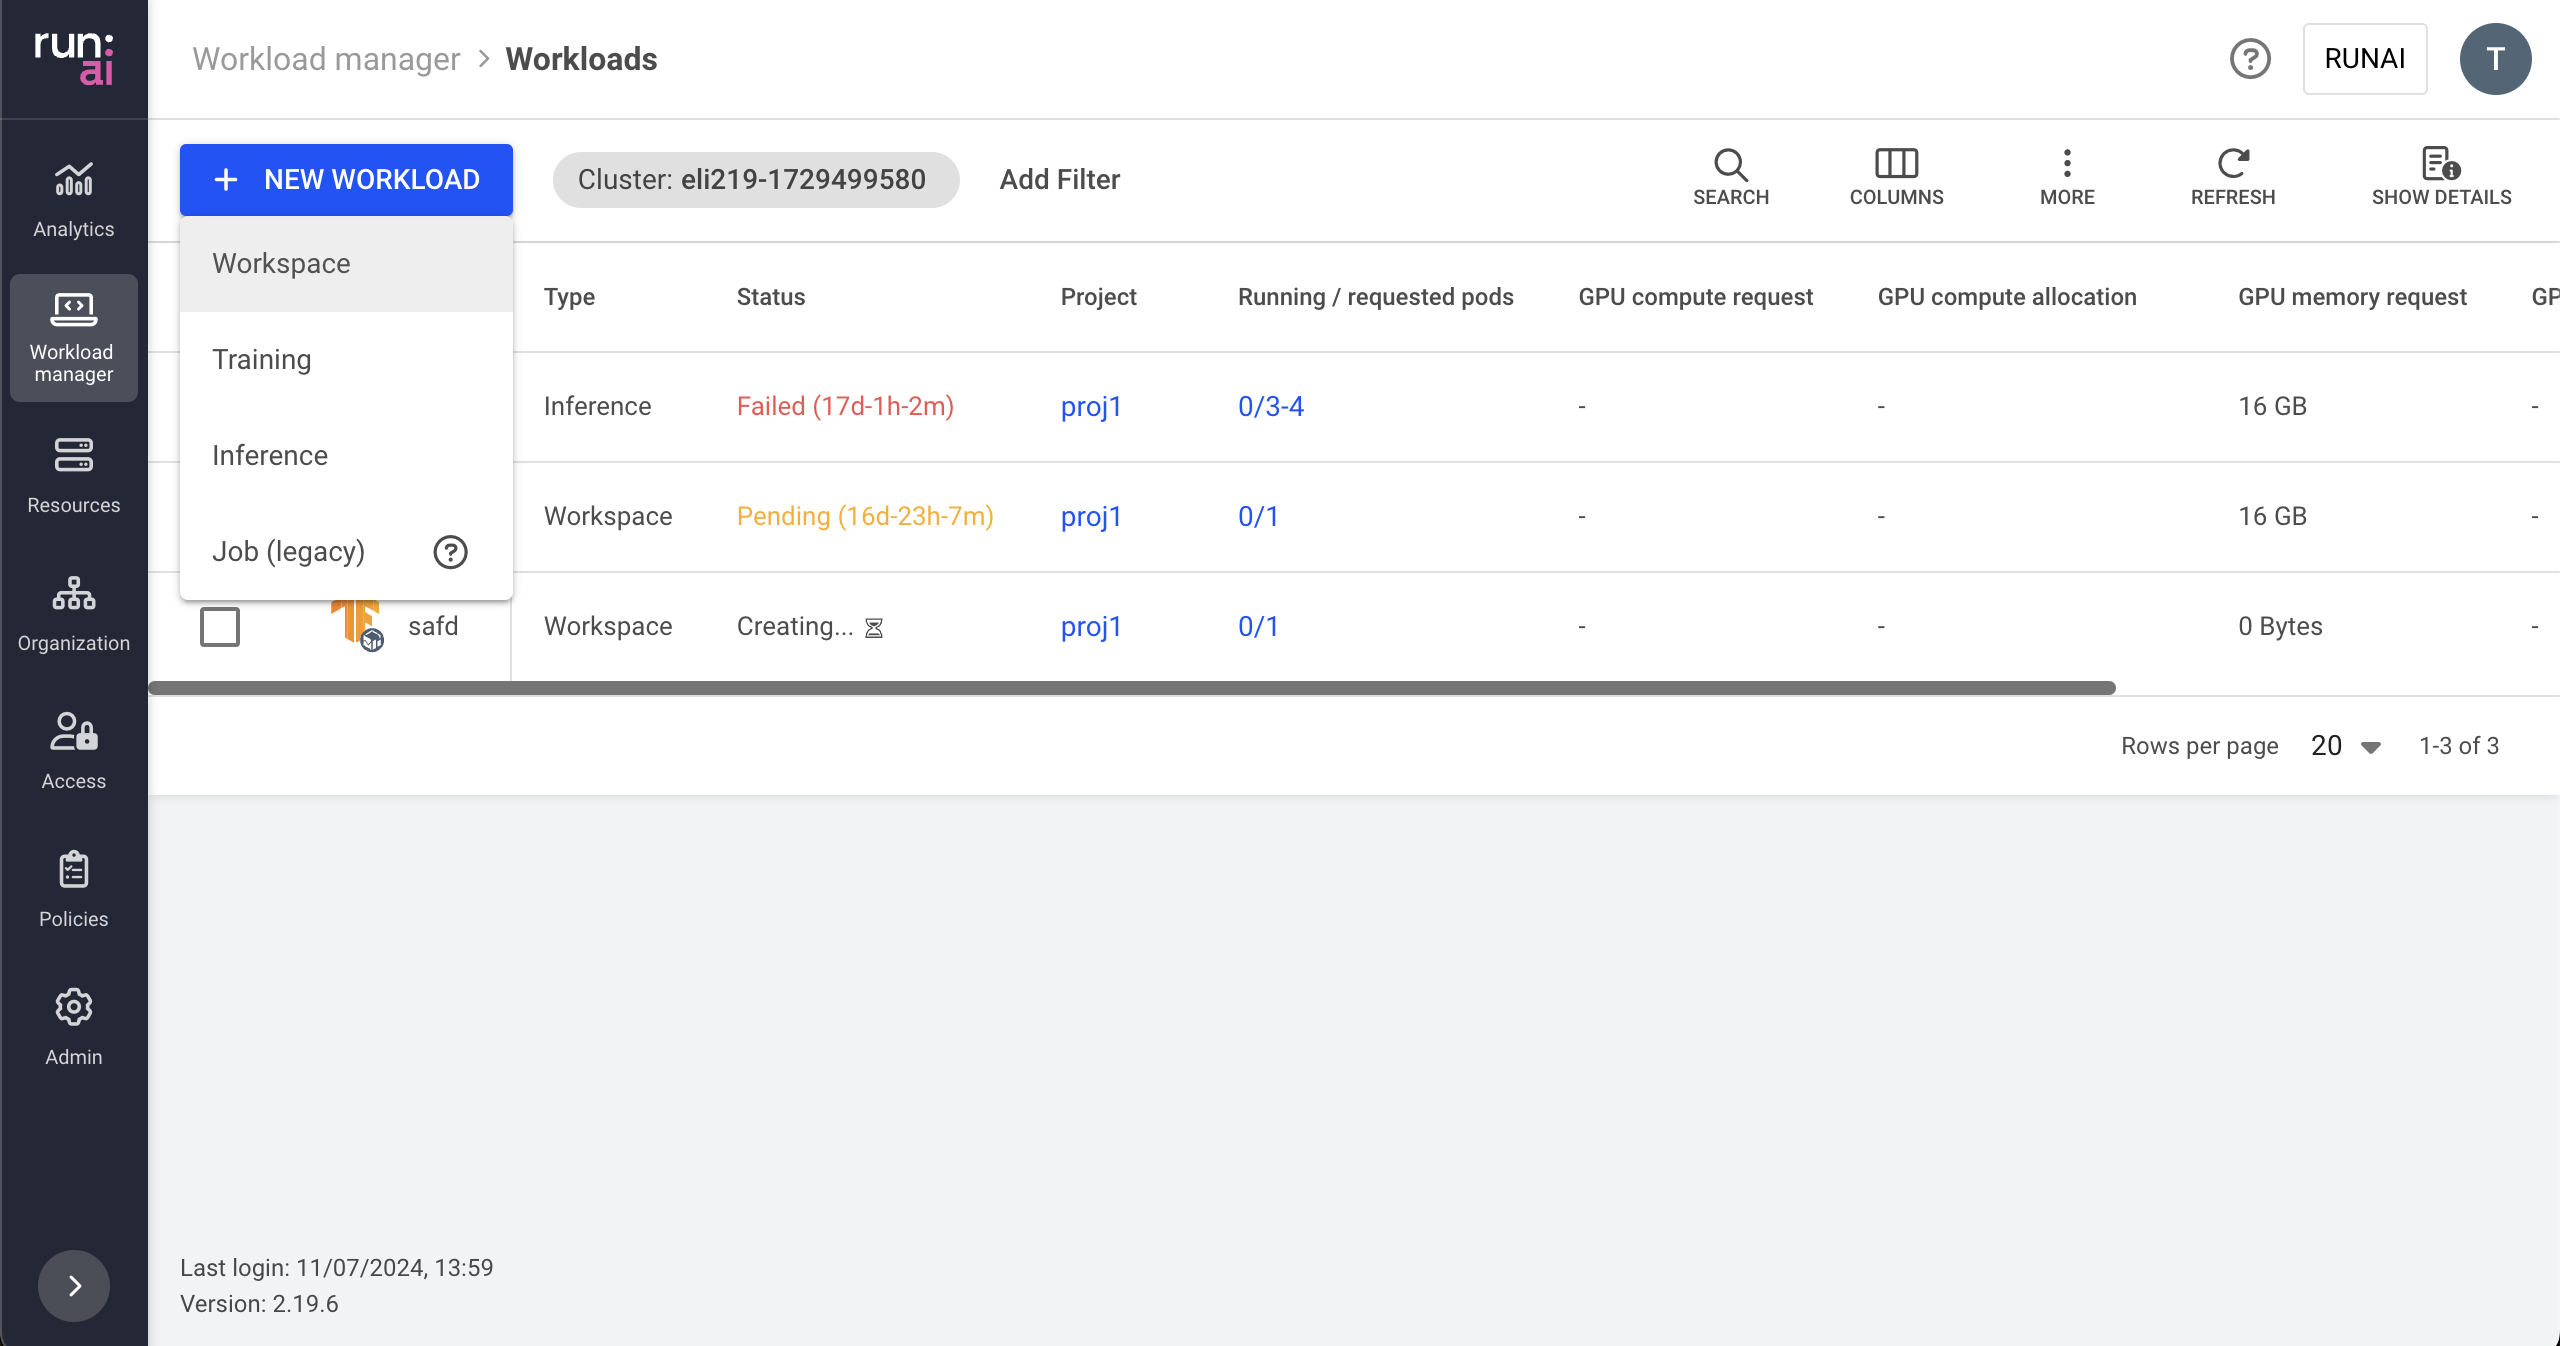 run:
ai
Workload manager > Workloads
RUNAI
T
+ NEW WORKLOAD
Cluster: eli219-1729499580
Add Filter
SEARCH
COLUMNS
MORE
REFRESH
SHOW DETAILS
Workspace
Training
Inference
Job (legacy)
Type Status Project Running / requested pods GPU compute request GPU compute allocation GPU memory request GP
Inference Failed (17d-1h-2m) proj1 0/3-4 - - 16 GB -
Workspace Pending (16d-23h-7m) proj1 0/1 - - 16 GB -
safd Workspace Creating... proj1 0/1 - - 0 Bytes -
Rows per page 20 1-3 of 3
Analytics
Workload
manager
Resources
Organization
Access
Policies
Admin
Last login: 11/07/2024, 13:59
Version: 2.19.6